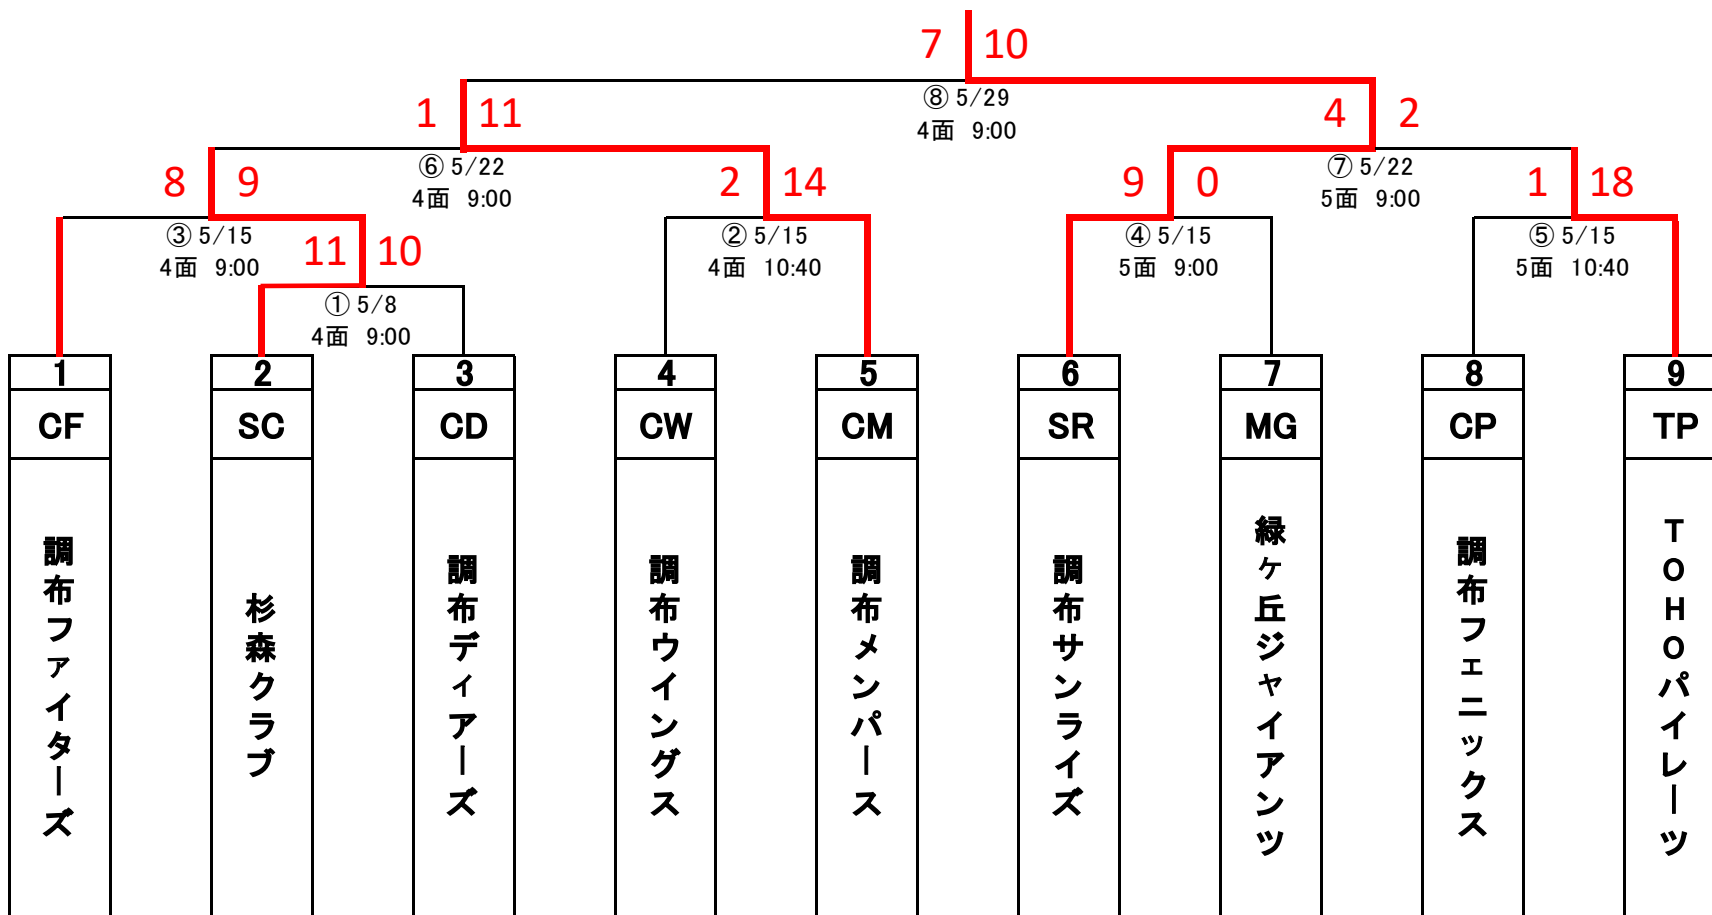 7 10
⑧ 5/29
4面 9:00
1 11
4 2
⑥ 5/22
4面 9:00
⑦ 5/22
5面 9:00
8 9
2 14
9 0
1 18
③ 5/15
4面 9:00
② 5/15
4面 10:40
④ 5/15
5面 9:00
⑤ 5/15
5面 10:40
11 10
① 5/8
4面 9:00
1 2 3 4 5 6 7 8 9
CF SC CD CW CM SR MG CP TP
調布ファイターズ
杉森クラブ
調布ディアーズ
調布ウイングス
調布メンパース
調布サンライズ
緑ヶ丘ジャイアンツ
調布フェニックス
TOHOパイレーツ